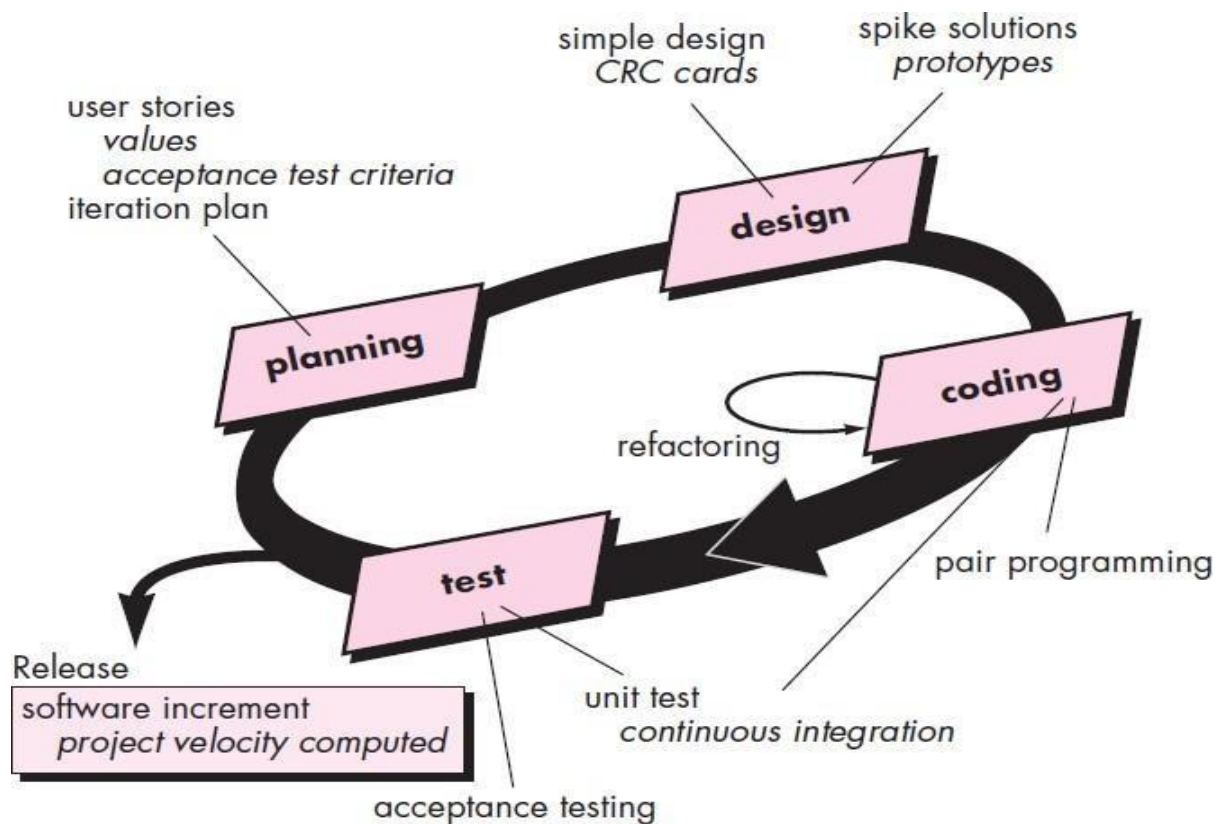 simple design
CRC cards
spike solutions
prototypes
user stories
values
acceptance test criteria
iteration plan
design
planning
coding
refactoring
test
pair programming
Release
software increment
project velocity computed
unit test
continuous integration
acceptance testing